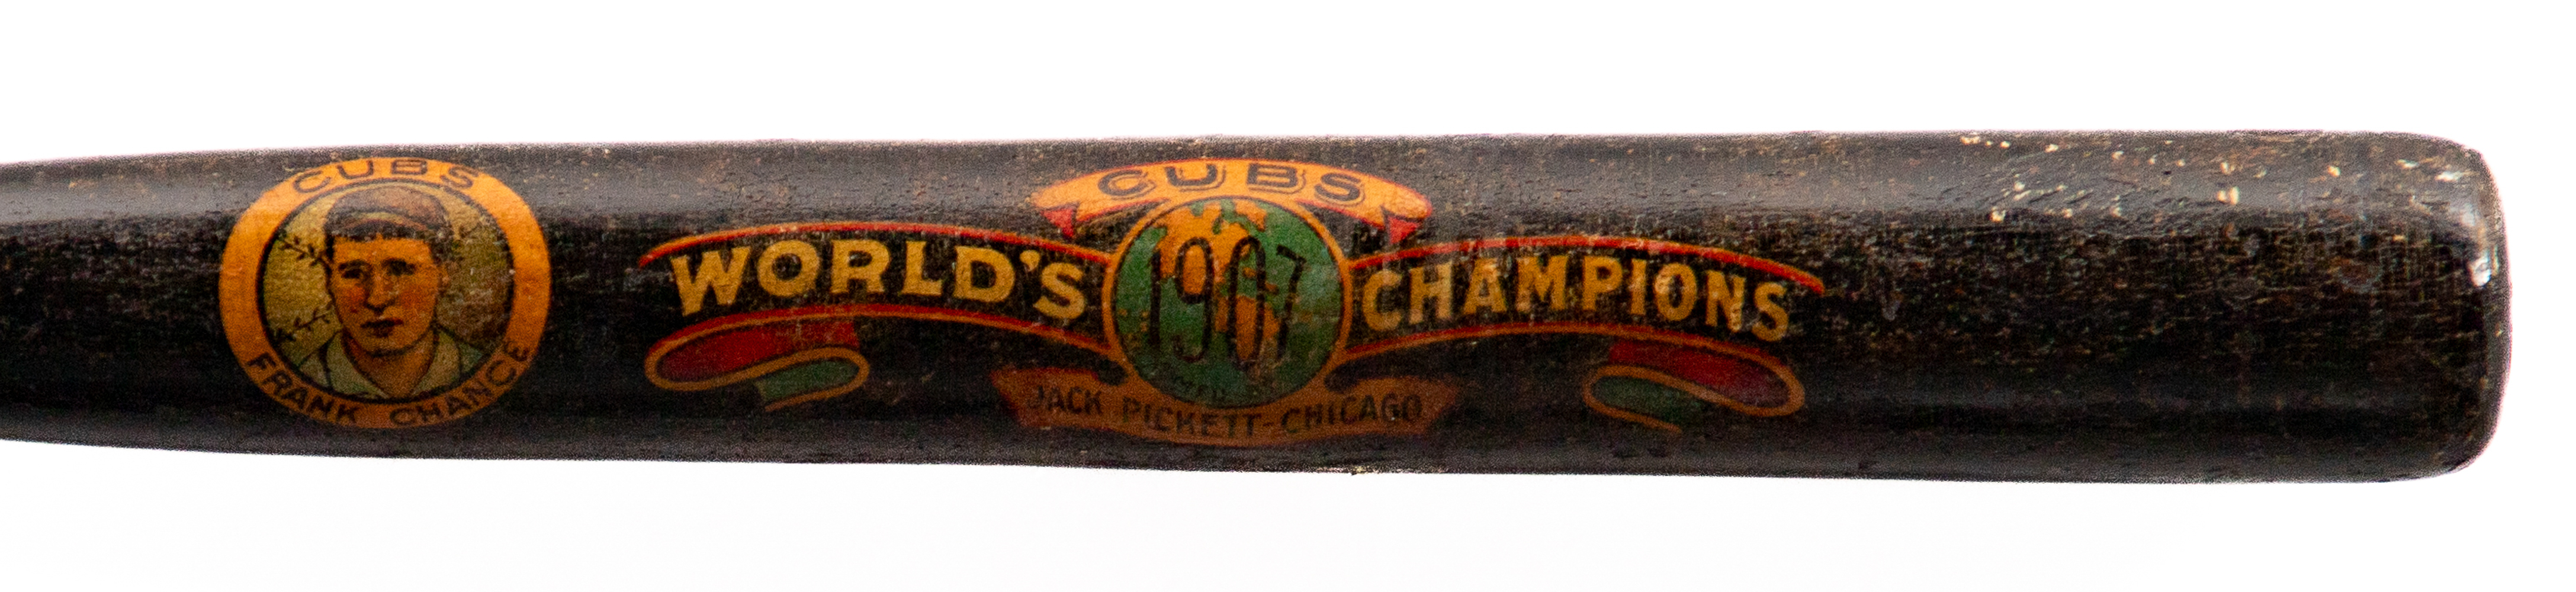 CUBS
FRANK CHANCE
CUBS
WORLD'S 1907 CHAMPIONS
JACK PICKETT-CHICAGO